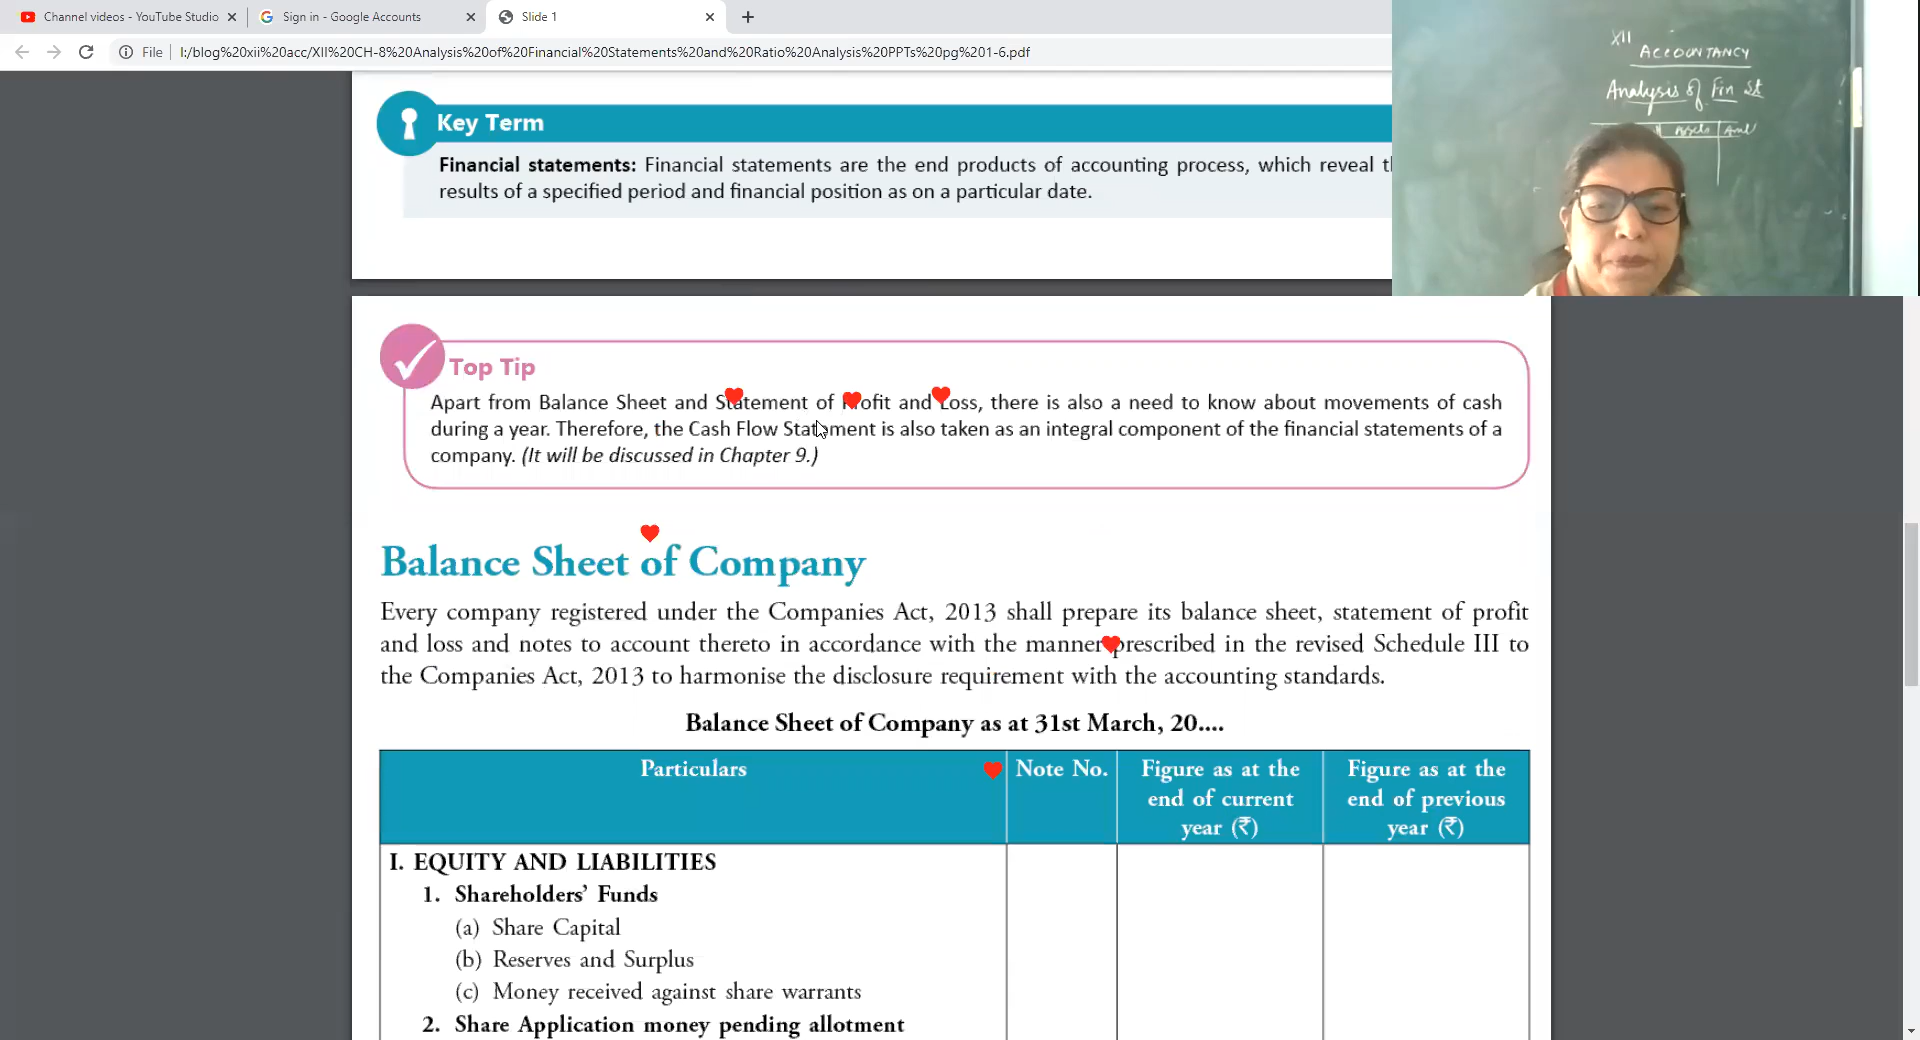 Channel videos - YouTube Studio
Sign in - Google Accounts
Slide 1
File
I:/blog%20xii%20acc/XII%20CH-8%20Analysis%20of%20Financial%20Statements%20and%20Ratio%20Analysis%20PPTs%20pg%201-6.pdf
XII
ACCOUNTANCY
Analysis of Fin St
Assets Amt
Key Term
Financial statements: Financial statements are the end products of accounting process, which reveal
results of a specified period and financial position as on a particular date.
Top Tip
Apart from Balance Sheet and Statement of Profit and Loss, there is also a need to know about movements of cash
during a year. Therefore, the Cash Flow Statement is also taken as an integral component of the financial statements of a
company. (It will be discussed in Chapter 9.)
Balance Sheet of Company
Every company registered under the Companies Act, 2013 shall prepare its balance sheet, statement of profit
and loss and notes to account thereto in accordance with the manner prescribed in the revised Schedule III to
the Companies Act, 2013 to harmonise the disclosure requirement with the accounting standards.
Balance Sheet of Company as at 31st March, 20....
Particulars
Note No.
Figure as at the
end of current
year (₹)
Figure as at the
end of previous
year (₹)
I. EQUITY AND LIABILITIES
1. Shareholders’ Funds
(a) Share Capital
(b) Reserves and Surplus
(c) Money received against share warrants
2. Share Application money pending allotment